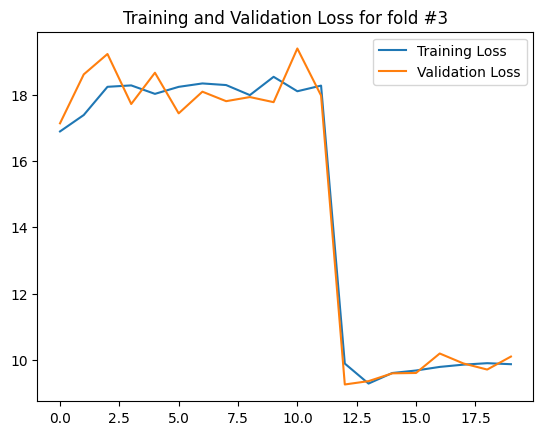 Training and Validation Loss for fold #3
Training Loss
Validation Loss
18
16
14
12
10
0.0 2.5 5.0 7.5 10.0 12.5 15.0 17.5